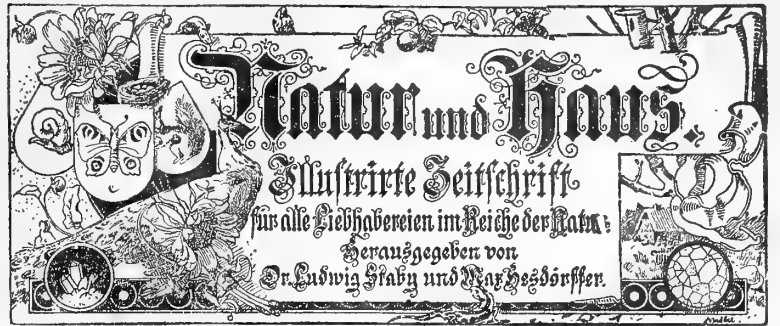 Natur und Haus.
Illustrirte Zeitschrift
für alle Liebhabereien im Reiche der Natur.
Herausgegeben von
Dr. Ludwig Staby und Max Hesdörffer.